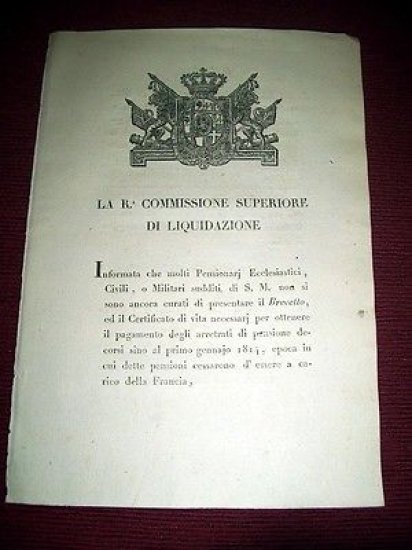 LA R.ª COMMISSIONE SUPERIORE
DI LIQUIDAZIONE
Informata che molti Pensionarj Ecclesiastici,
Civili, o Militari sudditi di S. M. non si
sono ancora curati di presentare il Brevetto,
ed il Certificato di vita necessarj per ottenere
il pagamento degli arretrati di pensione de-
corsi sino al primo gennajo 1814, epoca in
cui dette pensioni cessarono d'essere a ca-
rico della Francia,